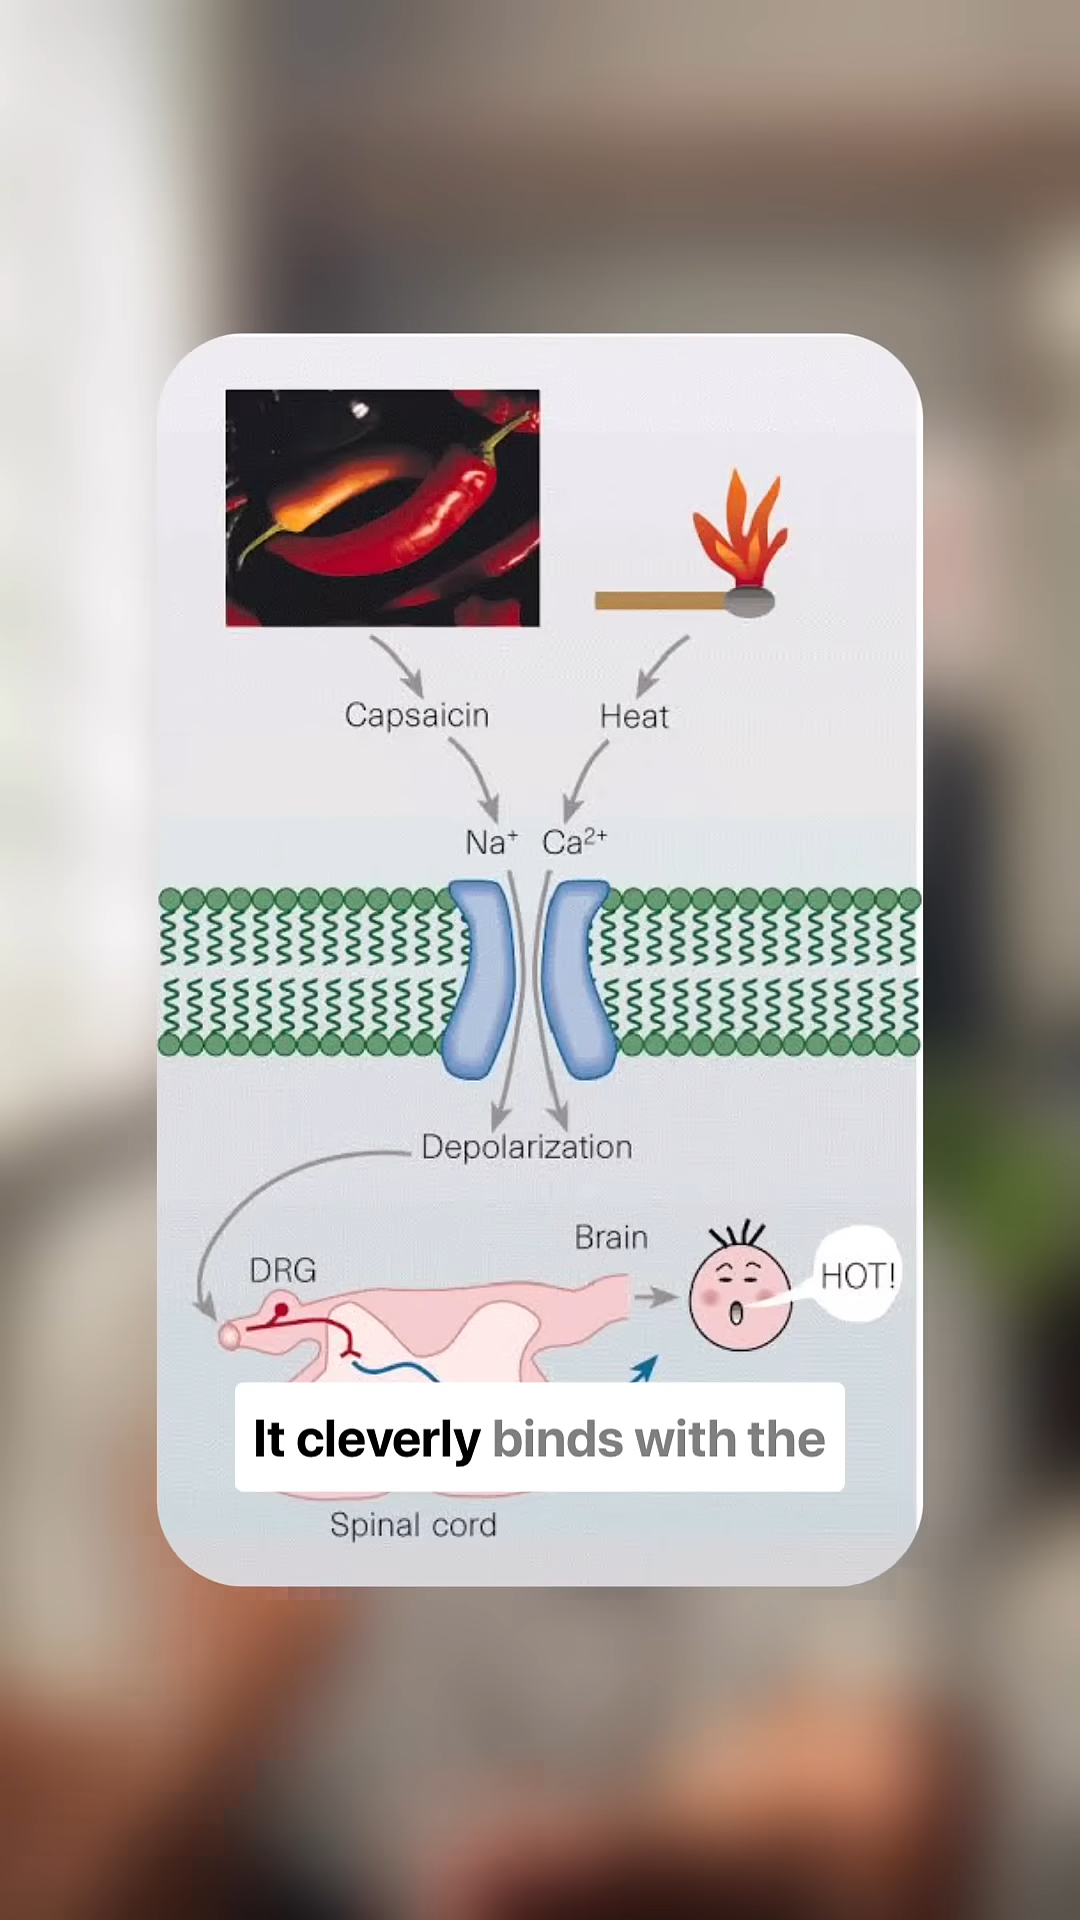 Capsaicin
Heat
Na⁺ Ca²⁺
Depolarization
Brain
HOT!
DRG
It cleverly binds with the
Spinal cord